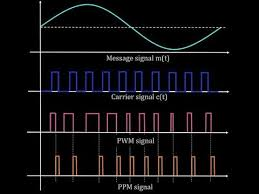 Message signal m(t)
Carrier signal c(t)
PWM signal
PPM signal